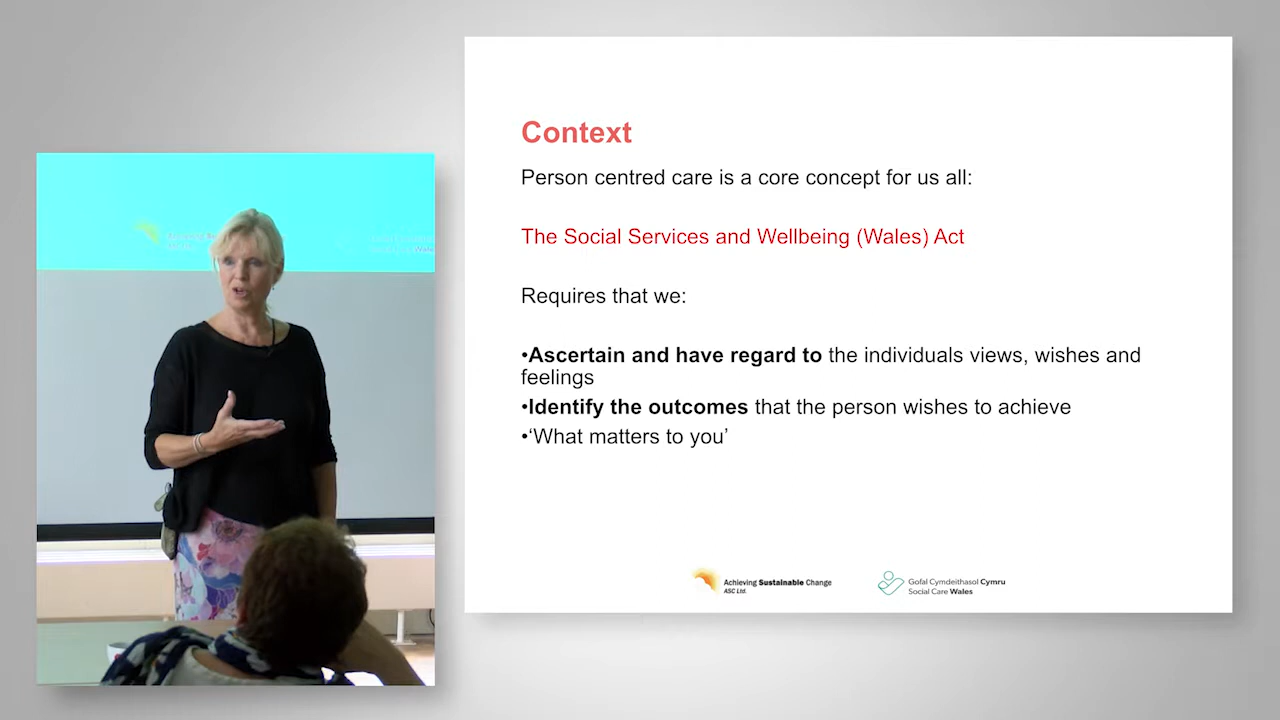 Context
Person centred care is a core concept for us all:
The Social Services and Wellbeing (Wales) Act
Requires that we:
•Ascertain and have regard to the individuals views, wishes and
feelings
•Identify the outcomes that the person wishes to achieve
•‘What matters to you’
Achieving Sustainable Change
ASC Ltd.
Gofal Cymdeithasol Cymru
Social Care Wales